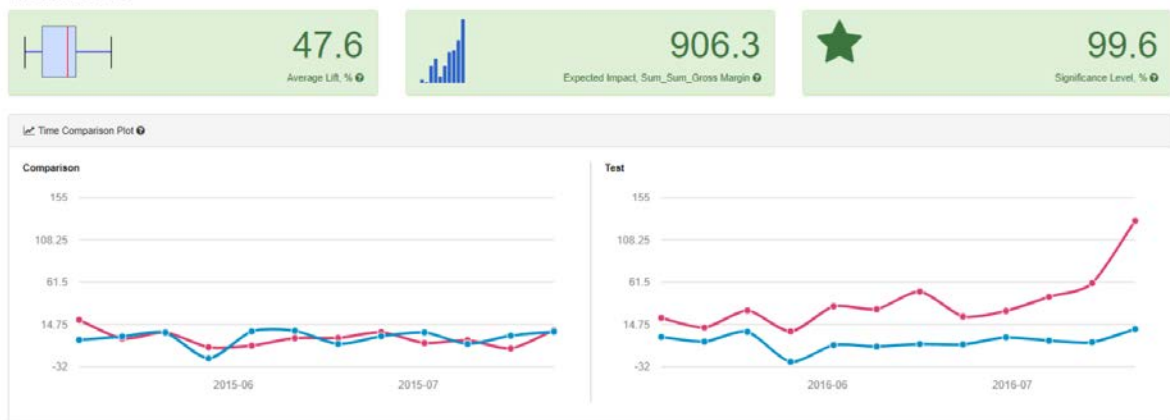 47.6
Average Lift, %
906.3
Expected Impact, Sum_Sum_Gross Margin
99.6
Significance Level, %
Time Comparison Plot
Comparison
155
108.25
61.5
14.75
-32
2015-06 2015-07
Test
155
108.25
61.5
14.75
-32
2016-06 2016-07